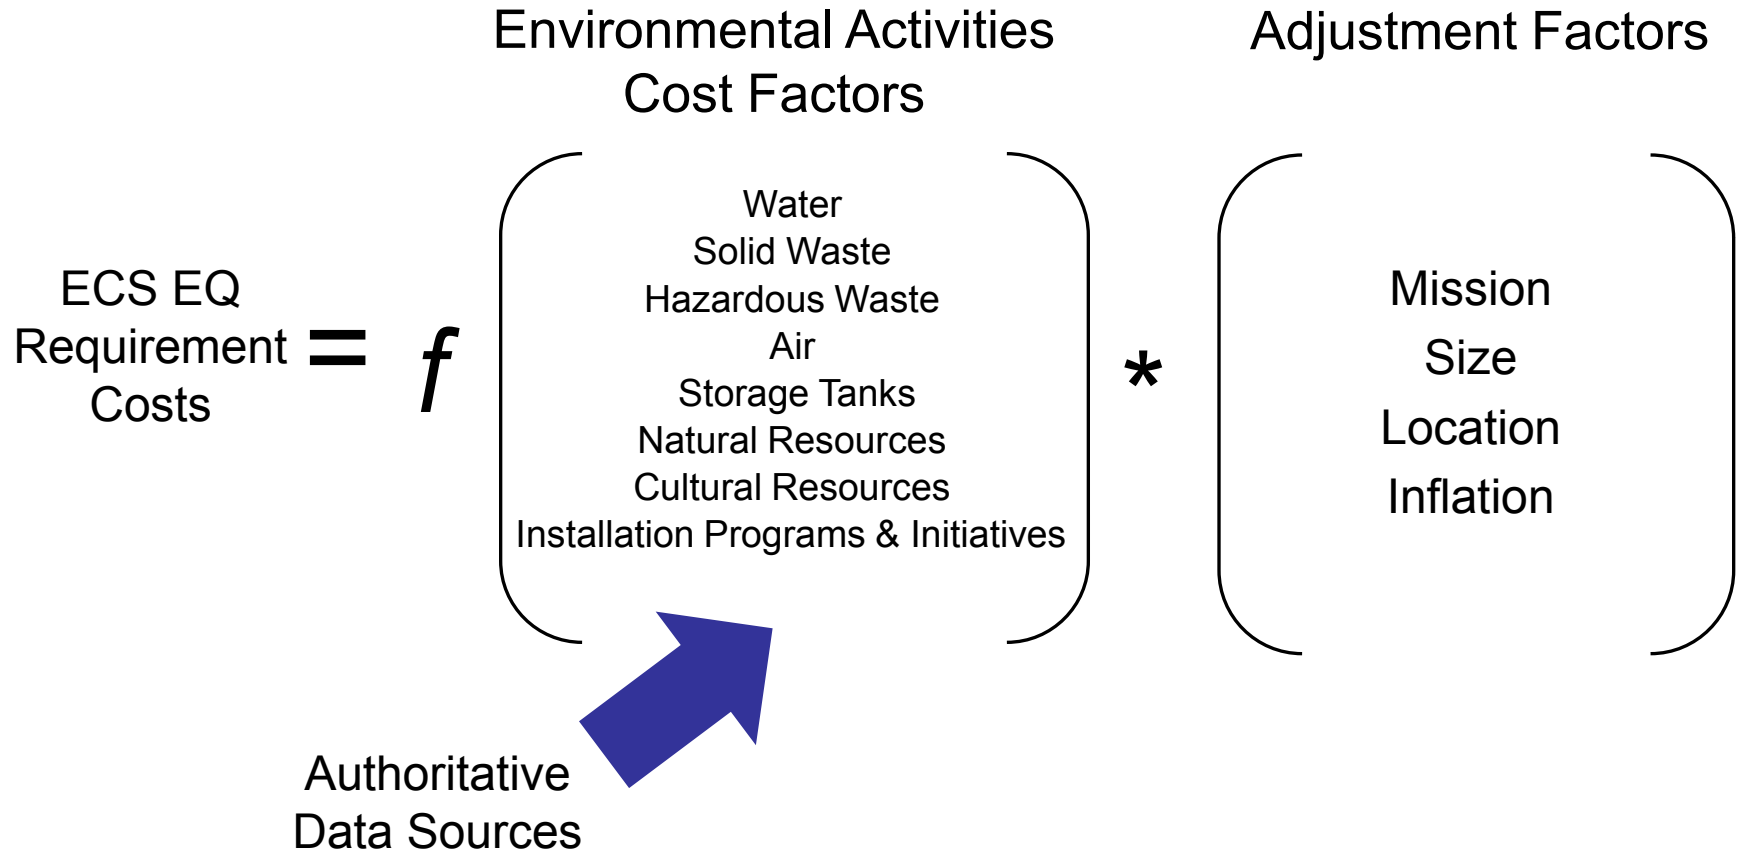 Environmental Activities
Cost Factors
Adjustment Factors
ECS EQ
Requirement
Costs
=
f
Water
Solid Waste
Hazardous Waste
Air
Storage Tanks
Natural Resources
Cultural Resources
Installation Programs & Initiatives
*
Mission
Size
Location
Inflation
Authoritative
Data Sources